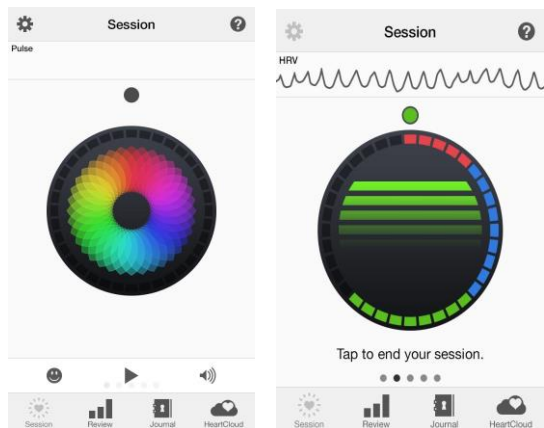 Session
Pulse
Session Review Journal HeartCloud
Session
HRV
Tap to end your session.
Session Review Journal HeartCloud